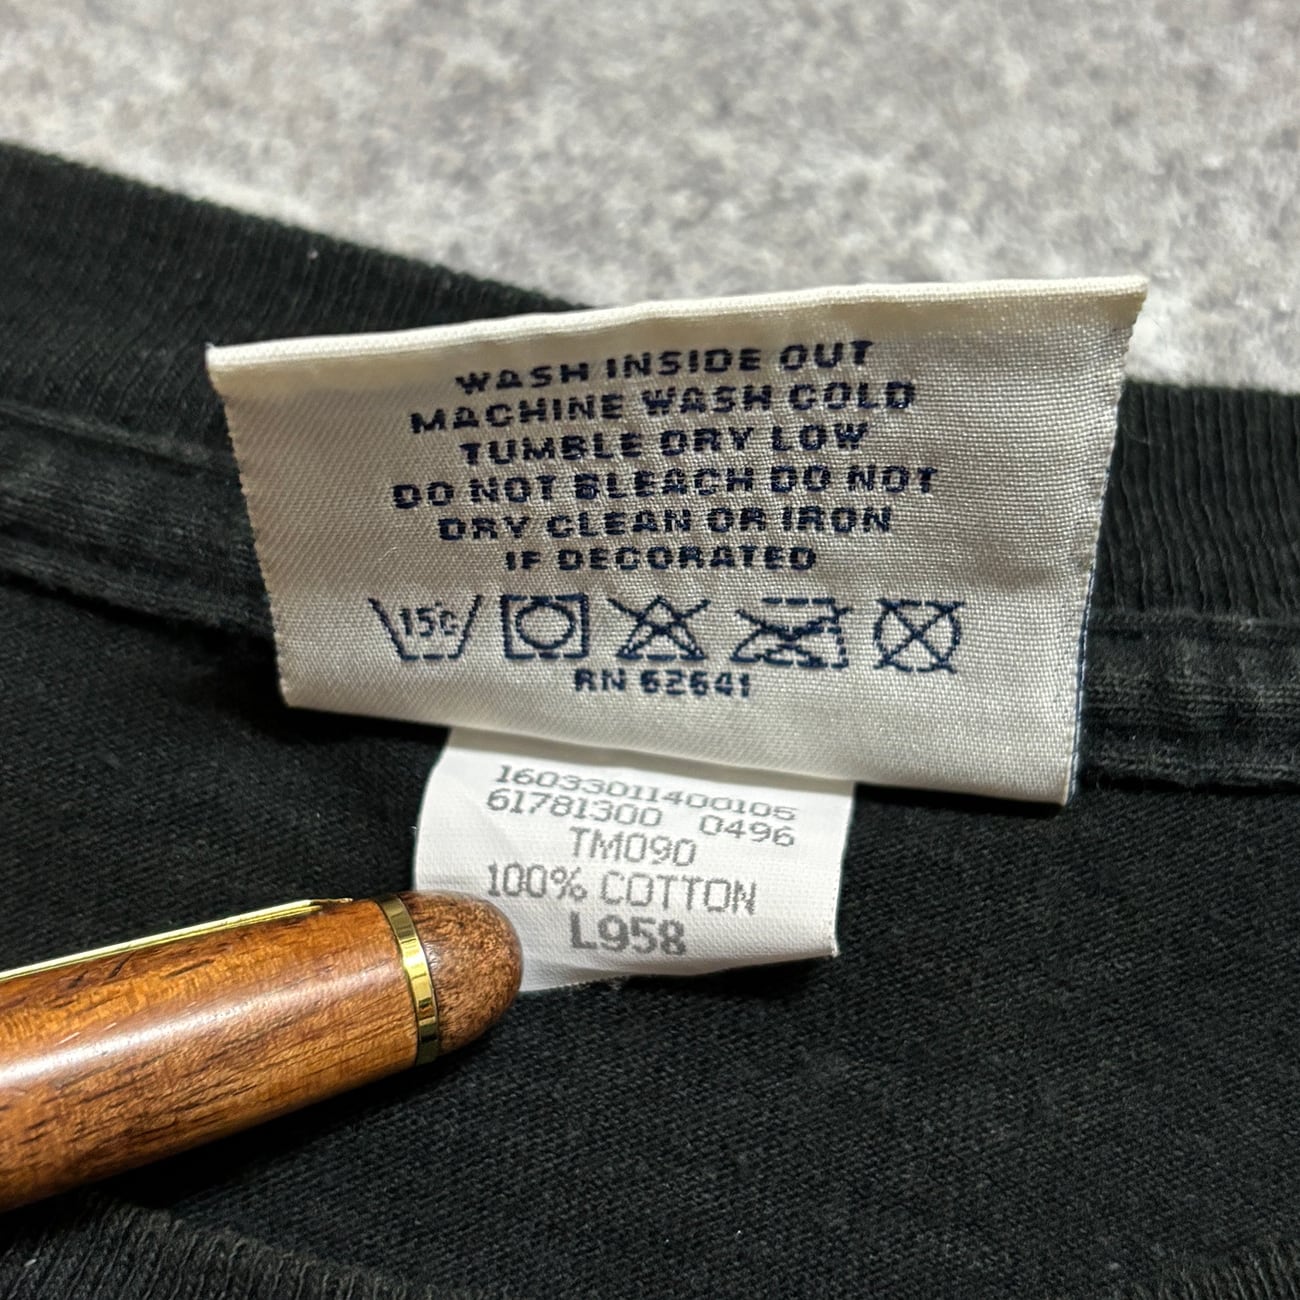 WASH INSIDE OUT
MACHINE WASH COLD
TUMBLE DRY LOW
DO NOT BLEACH DO NOT
DRY CLEAN OR IRON
IF DECORATED
15c
RN 62641
16033011400105
61781300 0496
TM090
100% COTTON
L958